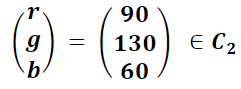 r 90
g = 130 ∈ C₂
b 60